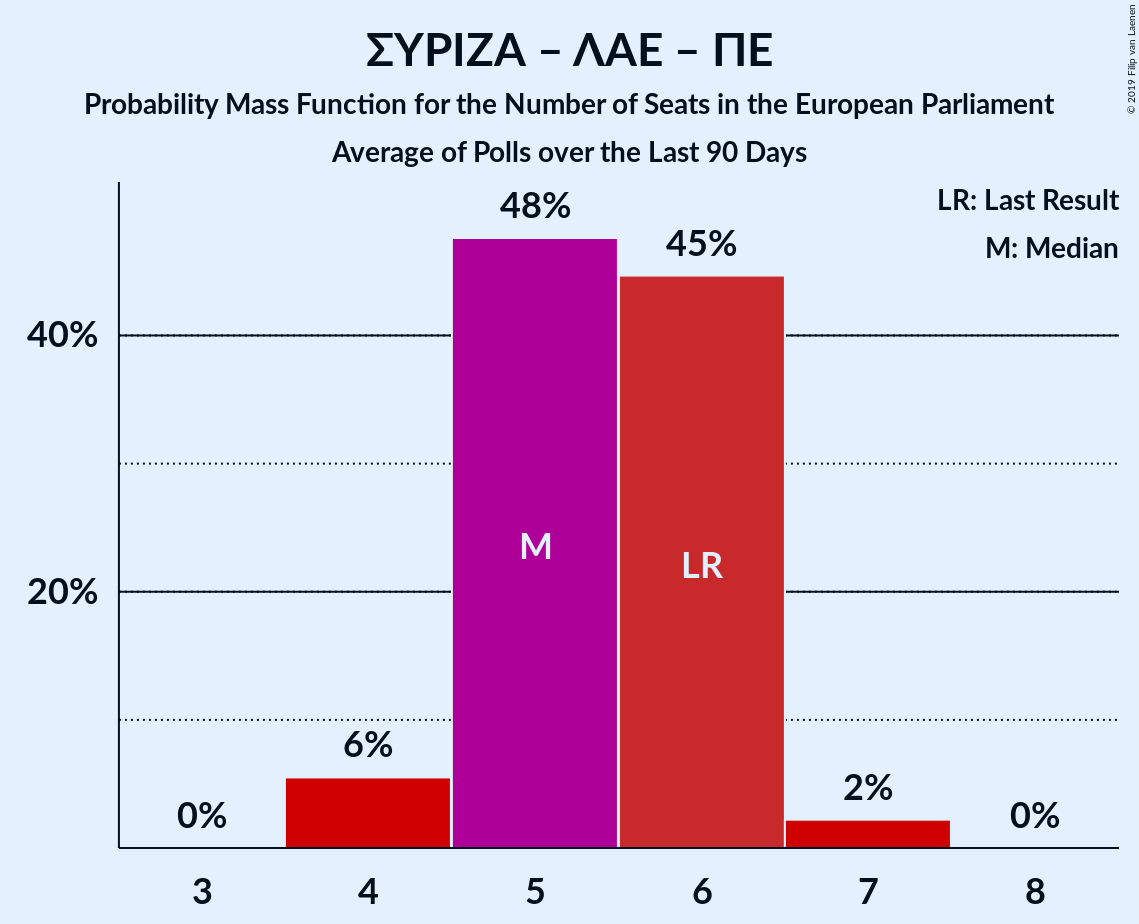 ΣΥΡΙΖΑ – ΛΑΕ – ΠΕ
Probability Mass Function for the Number of Seats in the European Parliament
Average of Polls over the Last 90 Days
© 2019 Filip van Laenen
LR: Last Result
M: Median
48%
45%
40%
M
LR
20%
6%
2%
0%
0%
3
4
5
6
7
8